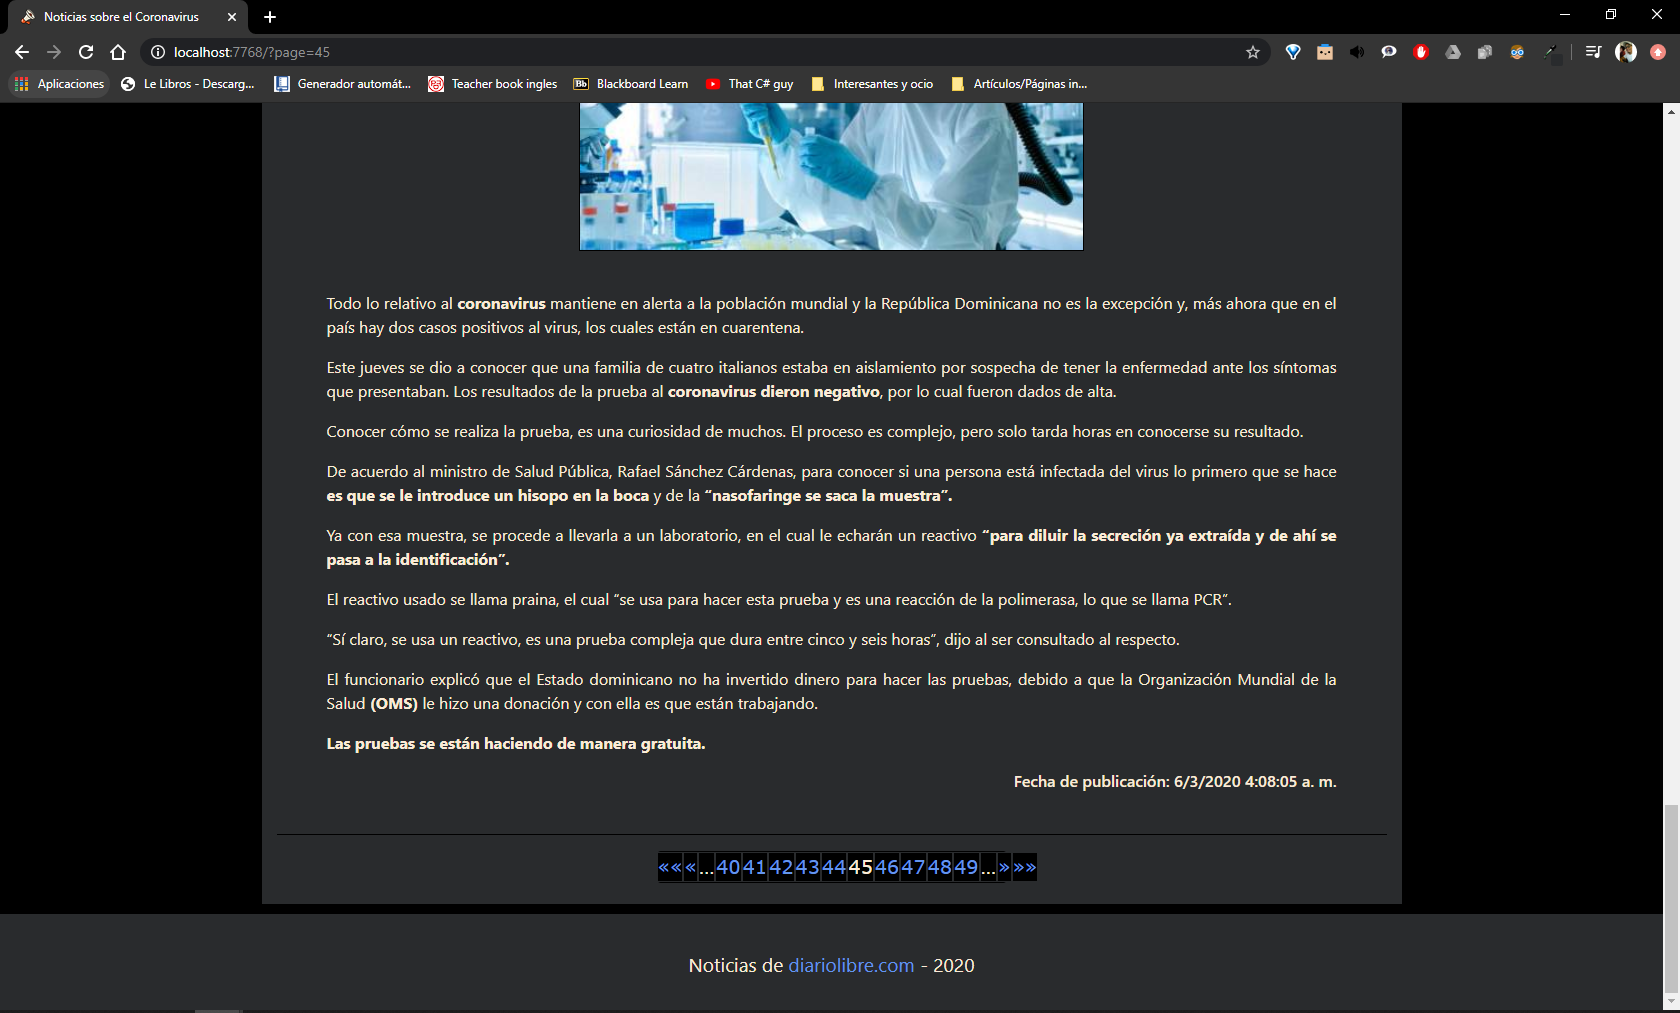 Noticias sobre el Coronavirus
localhost:7768/?page=45
Aplicaciones
Le Libros - Descarg...
Generador automát...
Teacher book ingles
Bb Blackboard Learn
That C# guy
Interesantes y ocio
Artículos/Páginas in...
Todo lo relativo al coronavirus mantiene en alerta a la población mundial y la República Dominicana no es la excepción y, más ahora que en el
país hay dos casos positivos al virus, los cuales están en cuarentena.
Este jueves se dio a conocer que una familia de cuatro italianos estaba en aislamiento por sospecha de tener la enfermedad ante los síntomas
que presentaban. Los resultados de la prueba al coronavirus dieron negativo, por lo cual fueron dados de alta.
Conocer cómo se realiza la prueba, es una curiosidad de muchos. El proceso es complejo, pero solo tarda horas en conocerse su resultado.
De acuerdo al ministro de Salud Pública, Rafael Sánchez Cárdenas, para conocer si una persona está infectada del virus lo primero que se hace
es que se le introduce un hisopo en la boca y de la “nasofaringe se saca la muestra”.
Ya con esa muestra, se procede a llevarla a un laboratorio, en el cual le echarán un reactivo “para diluir la secreción ya extraída y de ahí se
pasa a la identificación”.
El reactivo usado se llama praina, el cual “se usa para hacer esta prueba y es una reacción de la polimerasa, lo que se llama PCR”.
“Sí claro, se usa un reactivo, es una prueba compleja que dura entre cinco y seis horas”, dijo al ser consultado al respecto.
El funcionario explicó que el Estado dominicano no ha invertido dinero para hacer las pruebas, debido a que la Organización Mundial de la
Salud (OMS) le hizo una donación y con ella es que están trabajando.
Las pruebas se están haciendo de manera gratuita.
Fecha de publicación: 6/3/2020 4:08:05 a. m.
«« « ... 40 41 42 43 44 45 46 47 48 49 ... » »»
Noticias de diariolibre.com - 2020